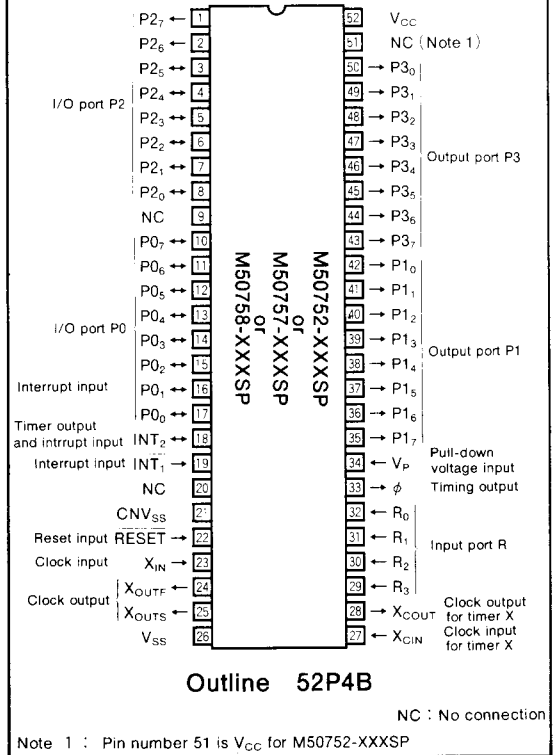 P2₇ ← 1
P2₆ ← 2
P2₅ ↔ 3
P2₄ ↔ 4
P2₃ ↔ 5
P2₂ ↔ 6
P2₁ ↔ 7
P2₀ ↔ 8
I/O port P2
NC 9
P0₇ ↔ 10
P0₆ ↔ 11
P0₅ ↔ 12
P0₄ ↔ 13
P0₃ ↔ 14
P0₂ ↔ 15
I/O port P0
Interrupt input P0₁ ↔ 16
P0₀ ↔ 17
Timer output
and intrrupt input INT₂ ↔ 18
Interrupt input INT₁ → 19
NC 20
CNVSS 21
Reset input RESET → 22
Clock input XIN → 23
Clock output
XOUTF ← 24
XOUTS ← 25
VSS 26
M50752-XXXSP
or
M50757-XXXSP
or
M50758-XXXSP
52 VCC
51 NC (Note 1)
50 → P3₀
49 → P3₁
48 → P3₂
47 → P3₃
46 → P3₄
45 → P3₅
44 → P3₆
43 → P3₇
Output port P3
42 → P1₀
41 → P1₁
40 → P1₂
39 → P1₃
38 → P1₄
37 → P1₅
36 → P1₆
35 → P1₇
Output port P1
34 ← VP Pull-down
voltage input
33 → φ Timing output
32 ← R₀
31 ← R₁
30 ← R₂
29 ← R₃
Input port R
28 → XCOUT Clock output
for timer X
27 ← XCIN Clock input
for timer X
Outline 52P4B
NC : No connection
Note 1 : Pin number 51 is VCC for M50752-XXXSP